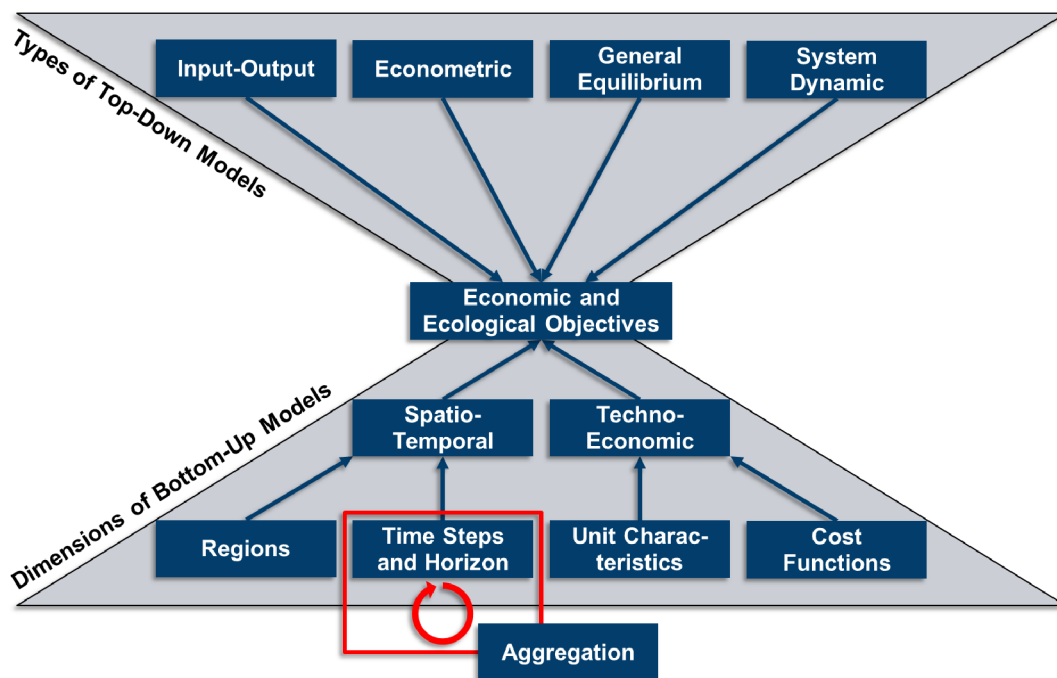 Types of Top-Down Models
Input-Output
Econometric
General
Equilibrium
System
Dynamic
Economic and
Ecological Objectives
Dimensions of Bottom-Up Models
Spatio-
Temporal
Techno-
Economic
Regions
Time Steps
and Horizon
Unit Charac-
teristics
Cost
Functions
Aggregation